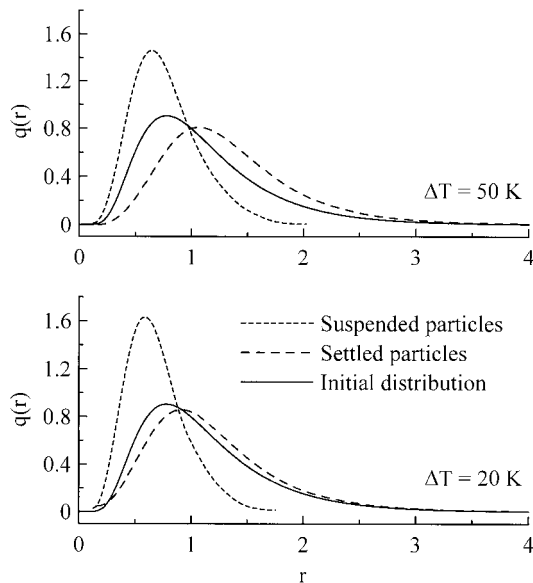 1.6
1.2
q(r)
0.8
0.4
0
ΔT = 50 K
0
1
2
3
4
1.6
Suspended particles
1.2
Settled particles
q(r)
Initial distribution
0.8
0.4
ΔT = 20 K
0
0
1
2
3
4
r